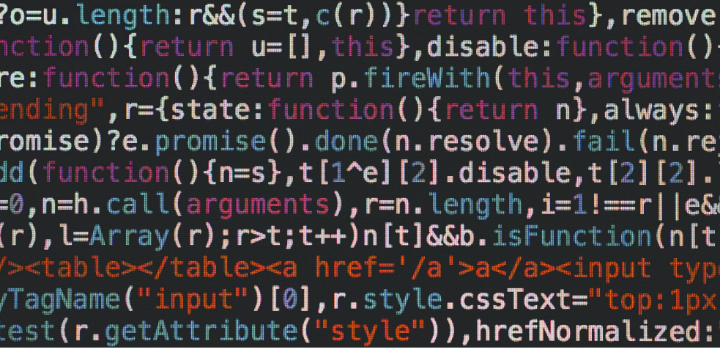 ?o=u.length:r&&(s=t,c(r))}return this},remove
nction(){return u=[],this},disable:function()
re:function(){return p.fireWith(this,argument
ending",r={state:function(){return n},always:
romise)?e.promise().done(n.resolve).fail(n.re
dd(function(){n=s},t[1^e][2].disable,t[2][2].
=0,n=h.call(arguments),r=n.length,i=1!==r||e&
(r),l=Array(r);r>t;t++)n[t]&&b.isFunction(n[t
/><table></table><a href='/a'>a</a><input typ
yTagName("input")[0],r.style.cssText="top:1px
test(r.getAttribute("style")),hrefNormalized: